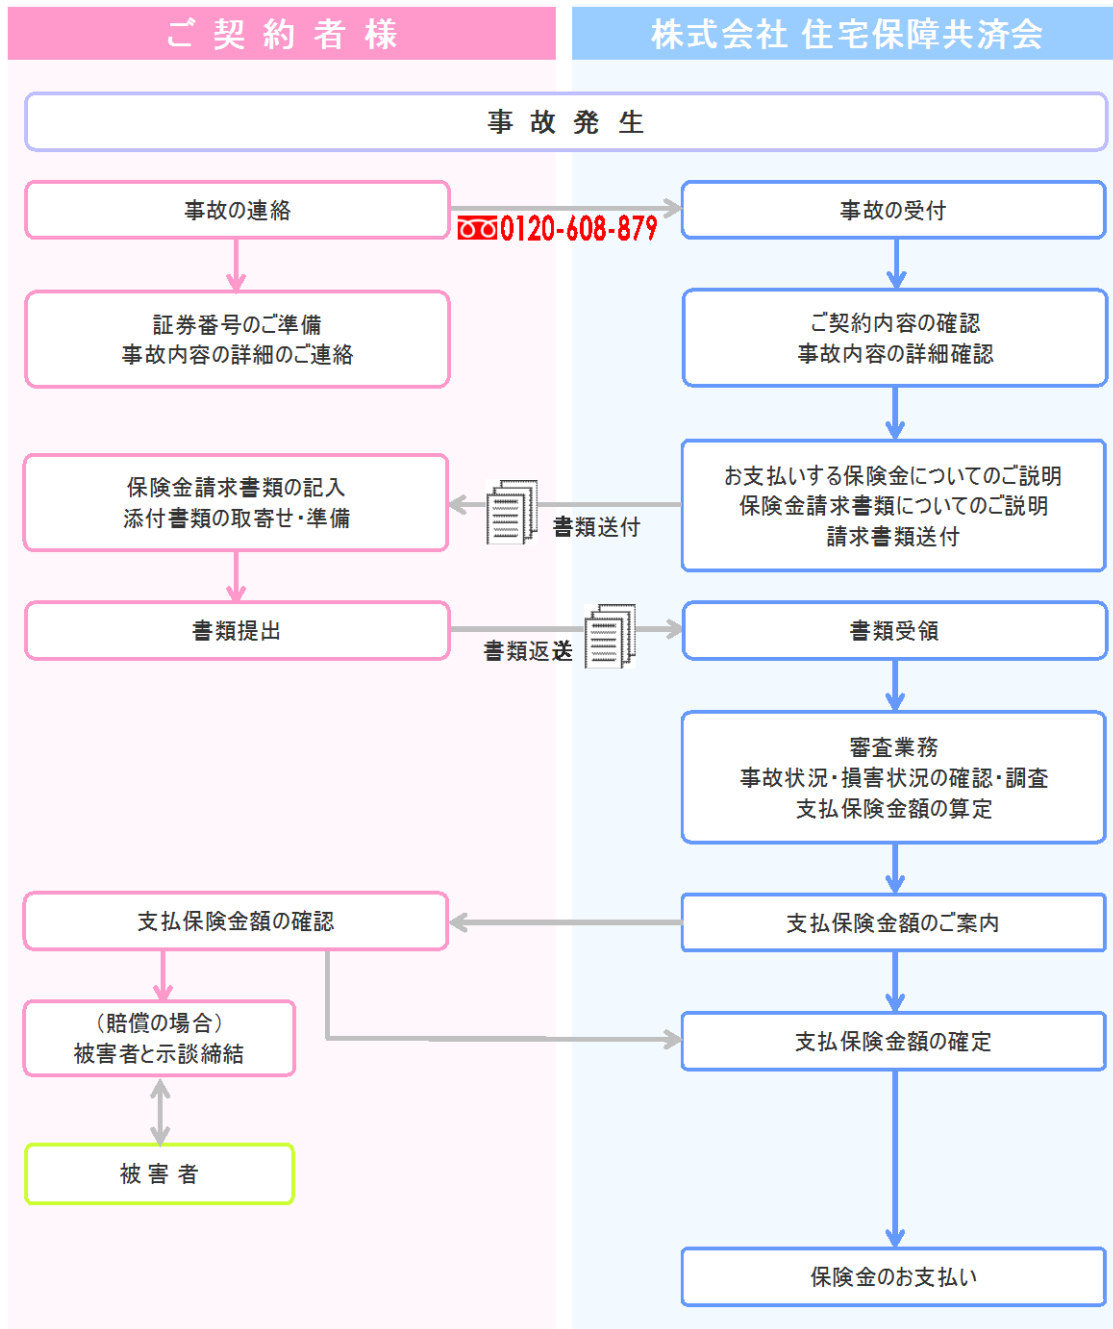 ご契約者様
株式会社 住宅保障共済会
事故発生
事故の連絡
0120-608-879
事故の受付
証券番号のご準備
事故内容の詳細のご連絡
ご契約内容の確認
事故内容の詳細確認
保険金請求書類の記入
添付書類の取寄せ・準備
書類送付
お支払いする保険金についてのご説明
保険金請求書類についてのご説明
請求書類送付
書類提出
書類返送
書類受領
審査業務
事故状況・損害状況の確認・調査
支払保険金額の算定
支払保険金額の確認
支払保険金額のご案内
（賠償の場合）
被害者と示談締結
支払保険金額の確定
被害者
保険金のお支払い